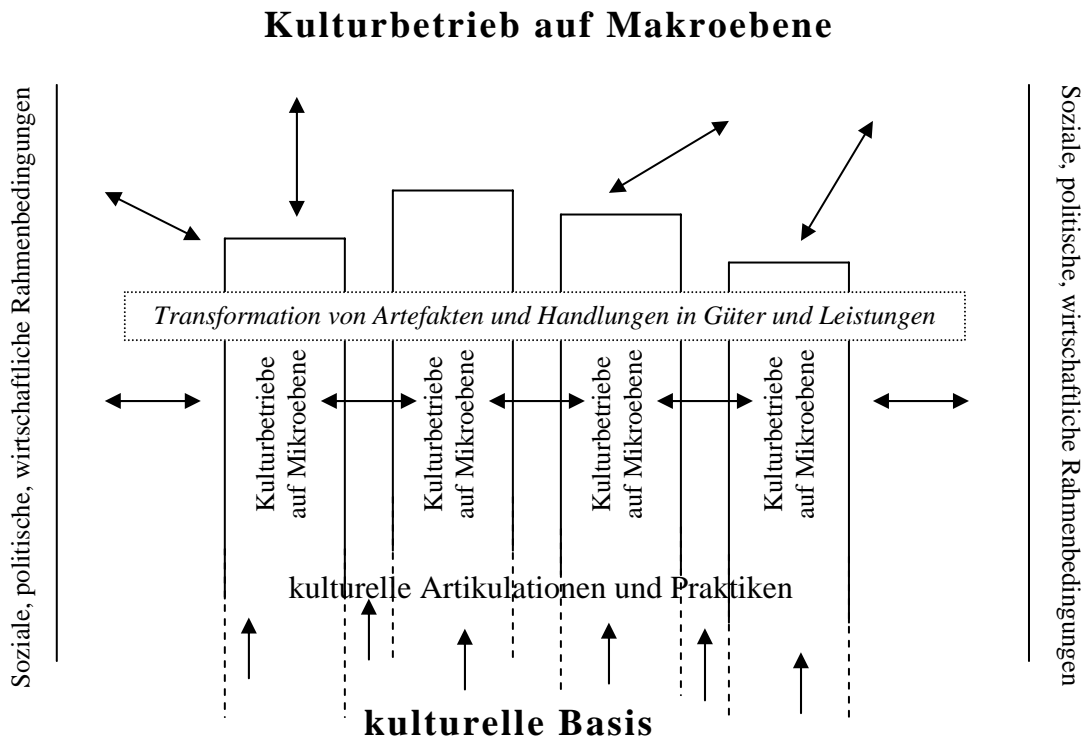 Kulturbetrieb auf Makroebene
Soziale, politische, wirtschaftliche Rahmenbedingungen
Soziale, politische, wirtschaftliche Rahmenbedingungen
Transformation von Artefakten und Handlungen in Güter und Leistungen
Kulturbetriebe
auf Mikroebene
Kulturbetriebe
auf Mikroebene
Kulturbetriebe
auf Mikroebene
Kulturbetriebe
auf Mikroebene
kulturelle Artikulationen und Praktiken
kulturelle Basis